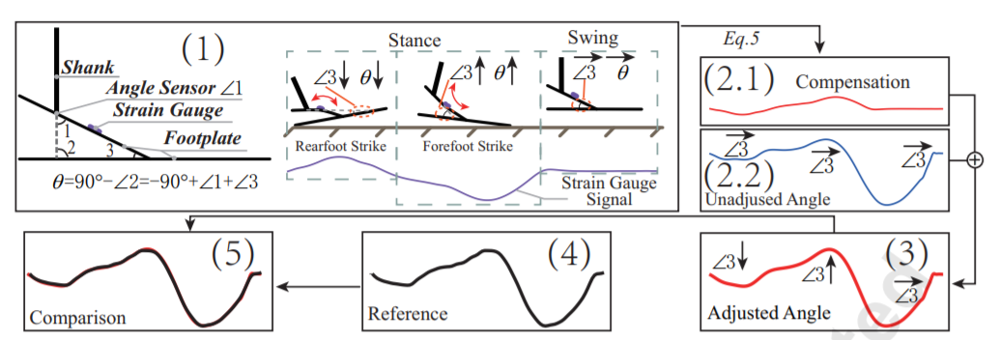 (1)
Shank
Angle Sensor ∠1
Strain Gauge
Footplate
1
2
3
θ=90°−∠2=−90°+∠1+∠3
Stance
Swing
∠3↓ θ↓
∠3↑ θ↑
∠3 θ
Rearfoot Strike
Forefoot Strike
Strain Gauge
Signal
Eq.5
(2.1)
Compensation
∠3
∠3
∠3
(2.2)
Unadjused Angle
(3)
∠3↓
∠3↑
∠3
Adjusted Angle
(4)
Reference
(5)
Comparison